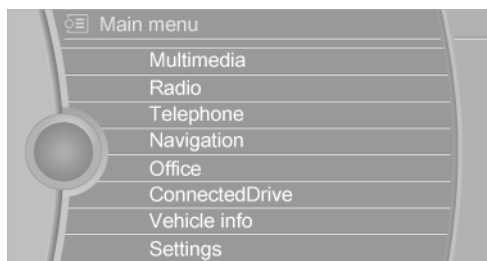 Main menu
Multimedia
Radio
Telephone
Navigation
Office
ConnectedDrive
Vehicle info
Settings